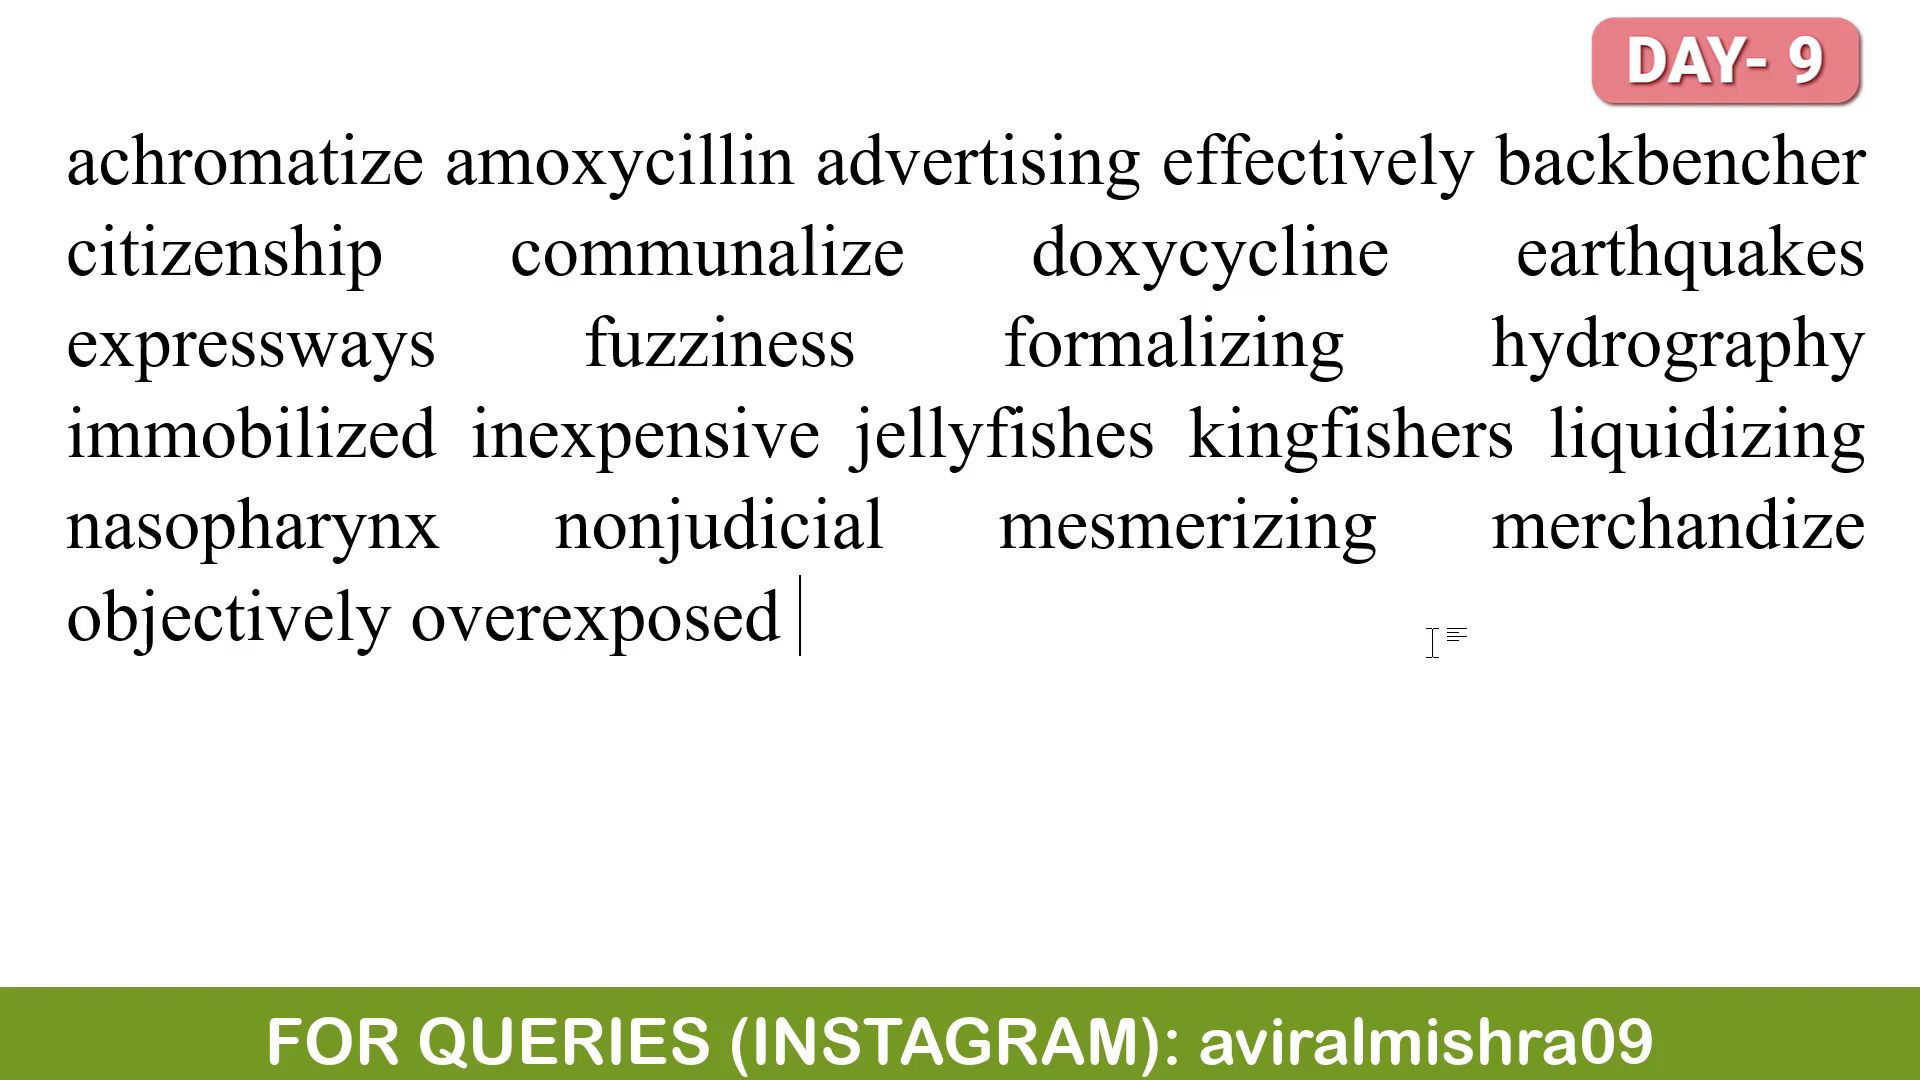 DAY- 9
achromatize amoxycillin advertising effectively backbencher
citizenship communalize doxycycline earthquakes
expressways fuzziness formalizing hydrography
immobilized inexpensive jellyfishes kingfishers liquidizing
nasopharynx nonjudicial mesmerizing merchandize
objectively overexposed
FOR QUERIES (INSTAGRAM): aviralmishra09